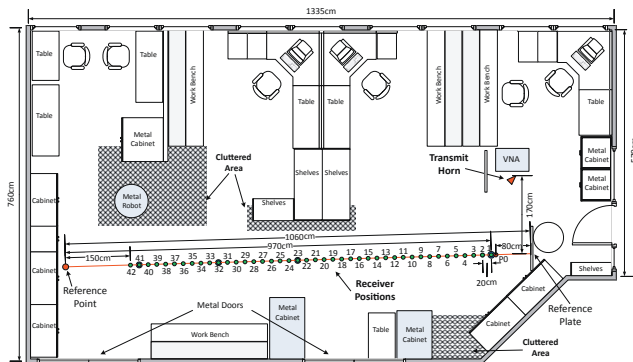 1335cm
760cm
570cm
Table
Table
Work Bench
Table
Table
Work Bench
Table
Metal
Cabinet
Cluttered
Area
Transmit
Horn
VNA
Metal
Cabinet
Metal
Cabinet
Metal
Robot
Cabinet
Shelves
Shelves
Shelves
170cm
1060cm
970cm
150cm
80cm
Cabinet
41 39 37 35 33 31 29 27 25 23 21 19 17 15 13 11 9 7 5 3 1
P0
42 40 38 36 34 32 30 28 26 24 22 20 18 16 14 12 10 8 6 4 2
20cm
Shelves
Reference
Point
Receiver
Positions
Reference
Plate
Metal Doors
Cabinet
Metal
Cabinet
Work Bench
Table
Metal
Cabinet
Cabinet
Cabinet
Cluttered
Area